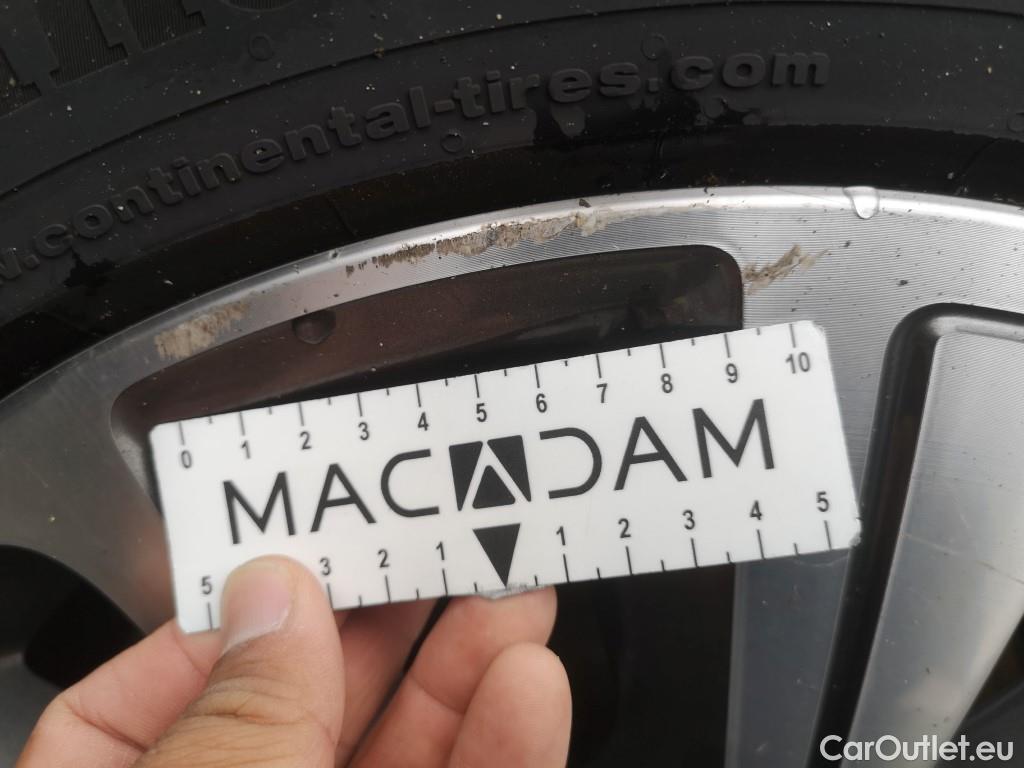 w.continental-tires.com
0 1 2 3 4 5 6 7 8 9 10
MACADAM
5 3 2 1 1 2 3 4 5
CarOutlet.eu